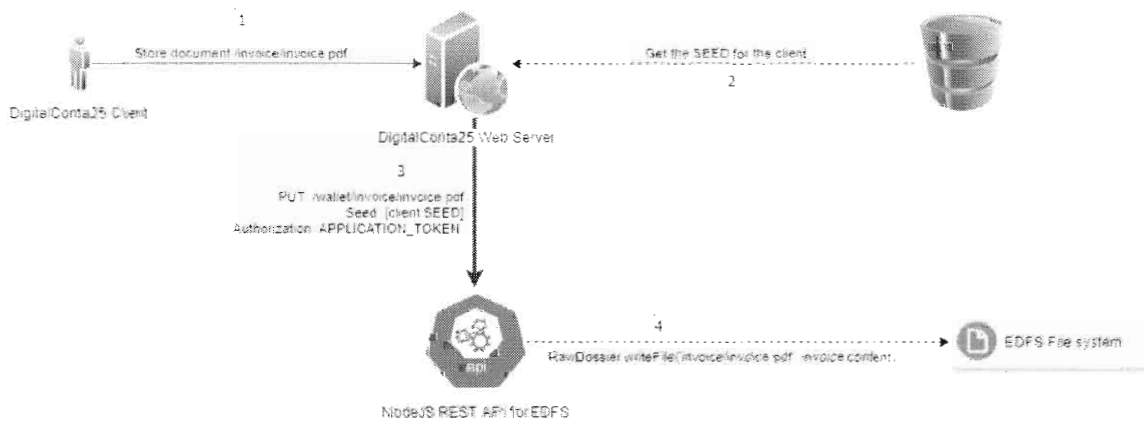 1
Store document /invoice/invoice.pdf
Get the SEED for the client
2
DigitalConta25 Client
DigitalConta25 Web Server
3
PUT /wallet/invoice/invoice.pdf
Seed [client SEED]
Authorization APPLICATION_TOKEN
4
RawDossier.writeFile('invoice/invoice.pdf', invoice content,
EDFS File system
api
NodeJS REST API for EDFS